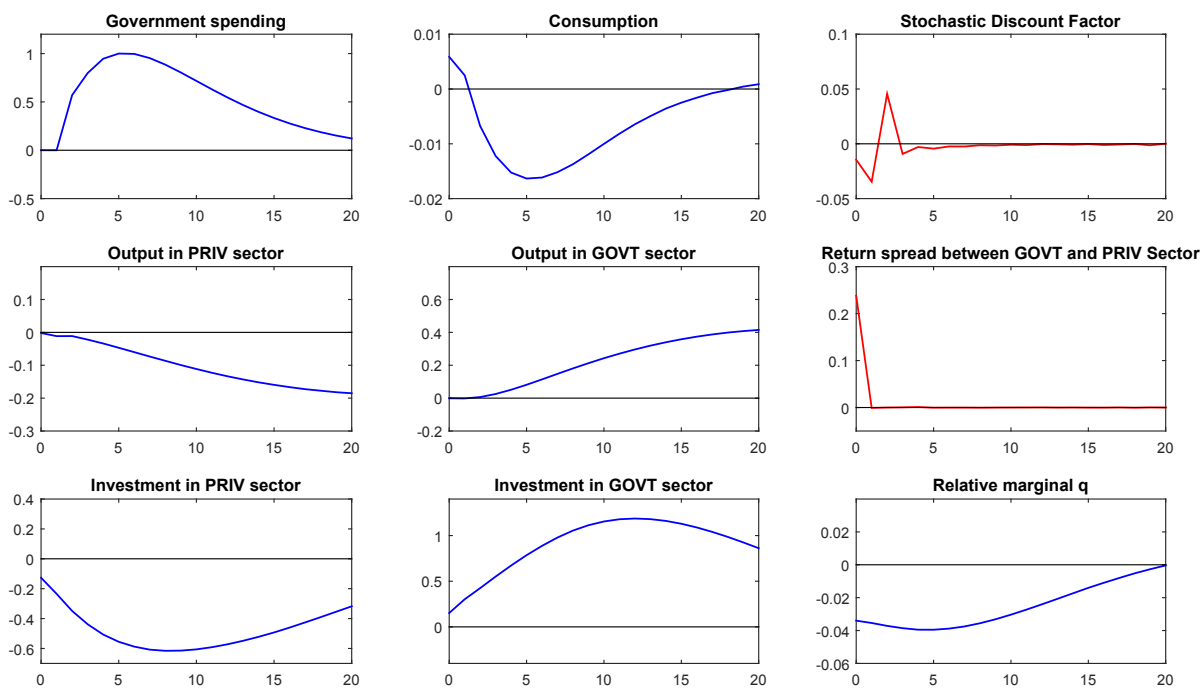 Government spending
1
0.5
0
-0.5
0 5 10 15 20
Consumption
0.01
0
-0.01
-0.02
0 5 10 15 20
Stochastic Discount Factor
0.1
0.05
0
-0.05
0 5 10 15 20
Output in PRIV sector
0.1
0
-0.1
-0.2
-0.3
0 5 10 15 20
Output in GOVT sector
0.6
0.4
0.2
0
-0.2
0 5 10 15 20
Return spread between GOVT and PRIV Sector
0.3
0.2
0.1
0
0 5 10 15 20
Investment in PRIV sector
0.4
0.2
0
-0.2
-0.4
-0.6
0 5 10 15 20
Investment in GOVT sector
1
0.5
0
0 5 10 15 20
Relative marginal q
0.02
0
-0.02
-0.04
-0.06
0 5 10 15 20